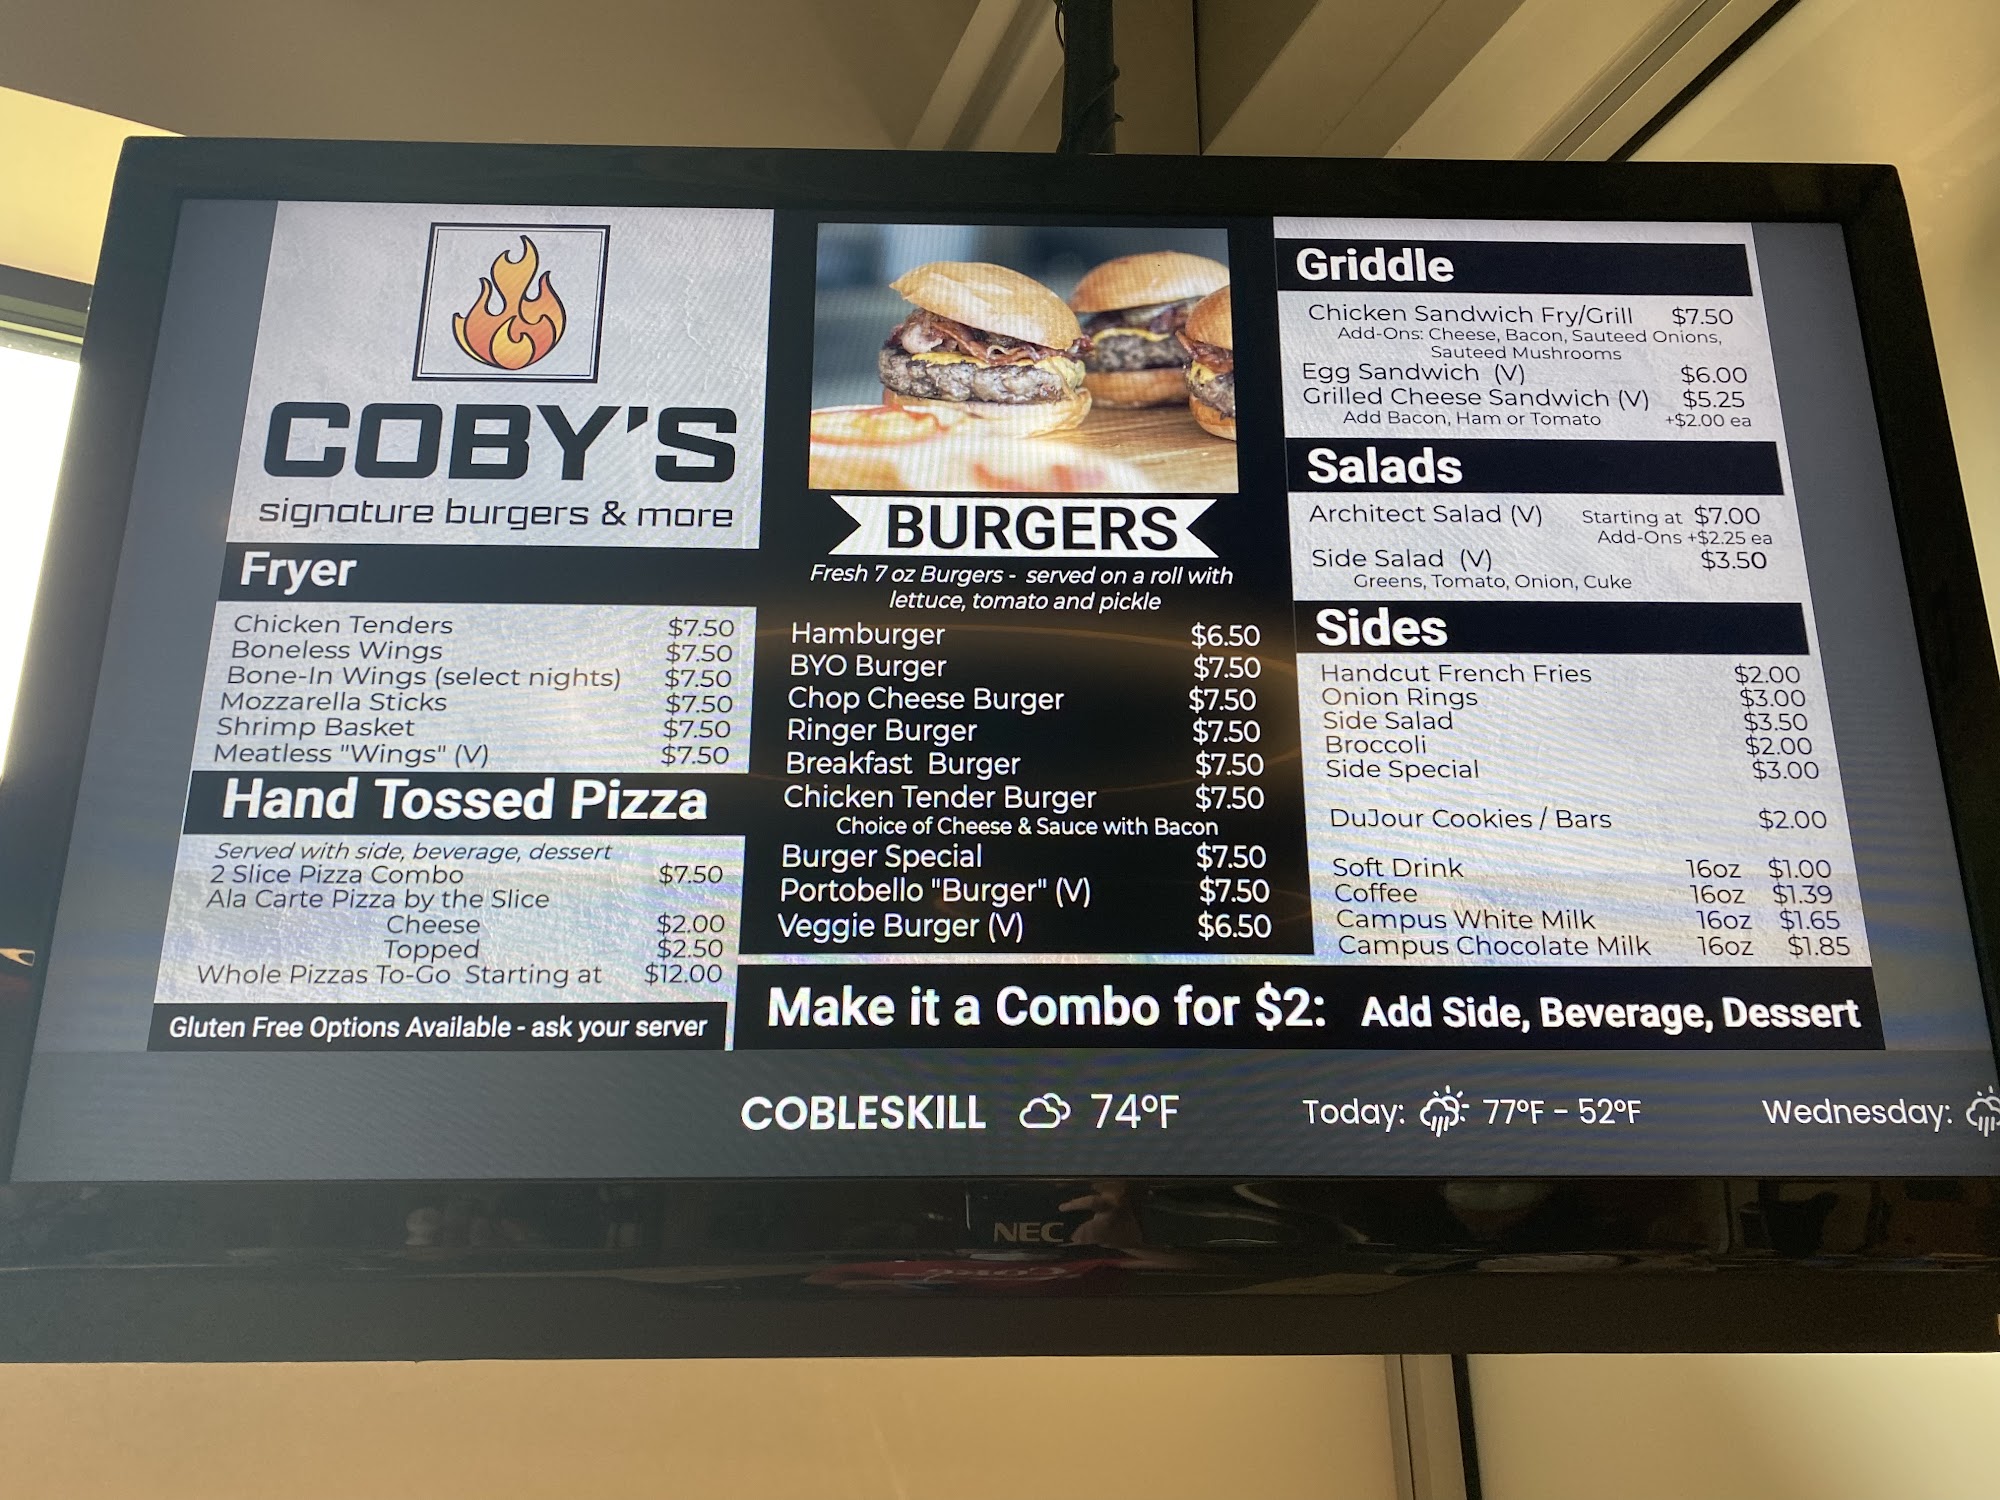 COBY'S
signature burgers & more
Fryer
Chicken Tenders $7.50
Boneless Wings $7.50
Bone-In Wings (select nights) $7.50
Mozzarella Sticks $7.50
Shrimp Basket $7.50
Meatless "Wings" (V) $7.50
Hand Tossed Pizza
Served with side, beverage, dessert
2 Slice Pizza Combo $7.50
Ala Carte Pizza by the Slice
Cheese $2.00
Topped $2.50
Whole Pizzas To-Go Starting at $12.00
Gluten Free Options Available - ask your server
BURGERS
Fresh 7 oz Burgers - served on a roll with
lettuce, tomato and pickle
Hamburger $6.50
BYO Burger $7.50
Chop Cheese Burger $7.50
Ringer Burger $7.50
Breakfast Burger $7.50
Chicken Tender Burger $7.50
Choice of Cheese & Sauce with Bacon
Burger Special $7.50
Portobello "Burger" (V) $7.50
Veggie Burger (V) $6.50
Griddle
Chicken Sandwich Fry/Grill $7.50
Add-Ons: Cheese, Bacon, Sauteed Onions,
Sauteed Mushrooms
Egg Sandwich (V) $6.00
Grilled Cheese Sandwich (V) $5.25
Add Bacon, Ham or Tomato +$2.00 ea
Salads
Architect Salad (V) Starting at $7.00
Add-Ons +$2.25 ea
Side Salad (V) $3.50
Greens, Tomato, Onion, Cuke
Sides
Handcut French Fries $2.00
Onion Rings $3.00
Side Salad $3.50
Broccoli $2.00
Side Special $3.00
DuJour Cookies / Bars $2.00
Soft Drink 16oz $1.00
Coffee 16oz $1.39
Campus White Milk 16oz $1.65
Campus Chocolate Milk 16oz $1.85
Make it a Combo for $2: Add Side, Beverage, Dessert
COBLESKILL 74°F Today: 77°F - 52°F Wednesday:
NEC